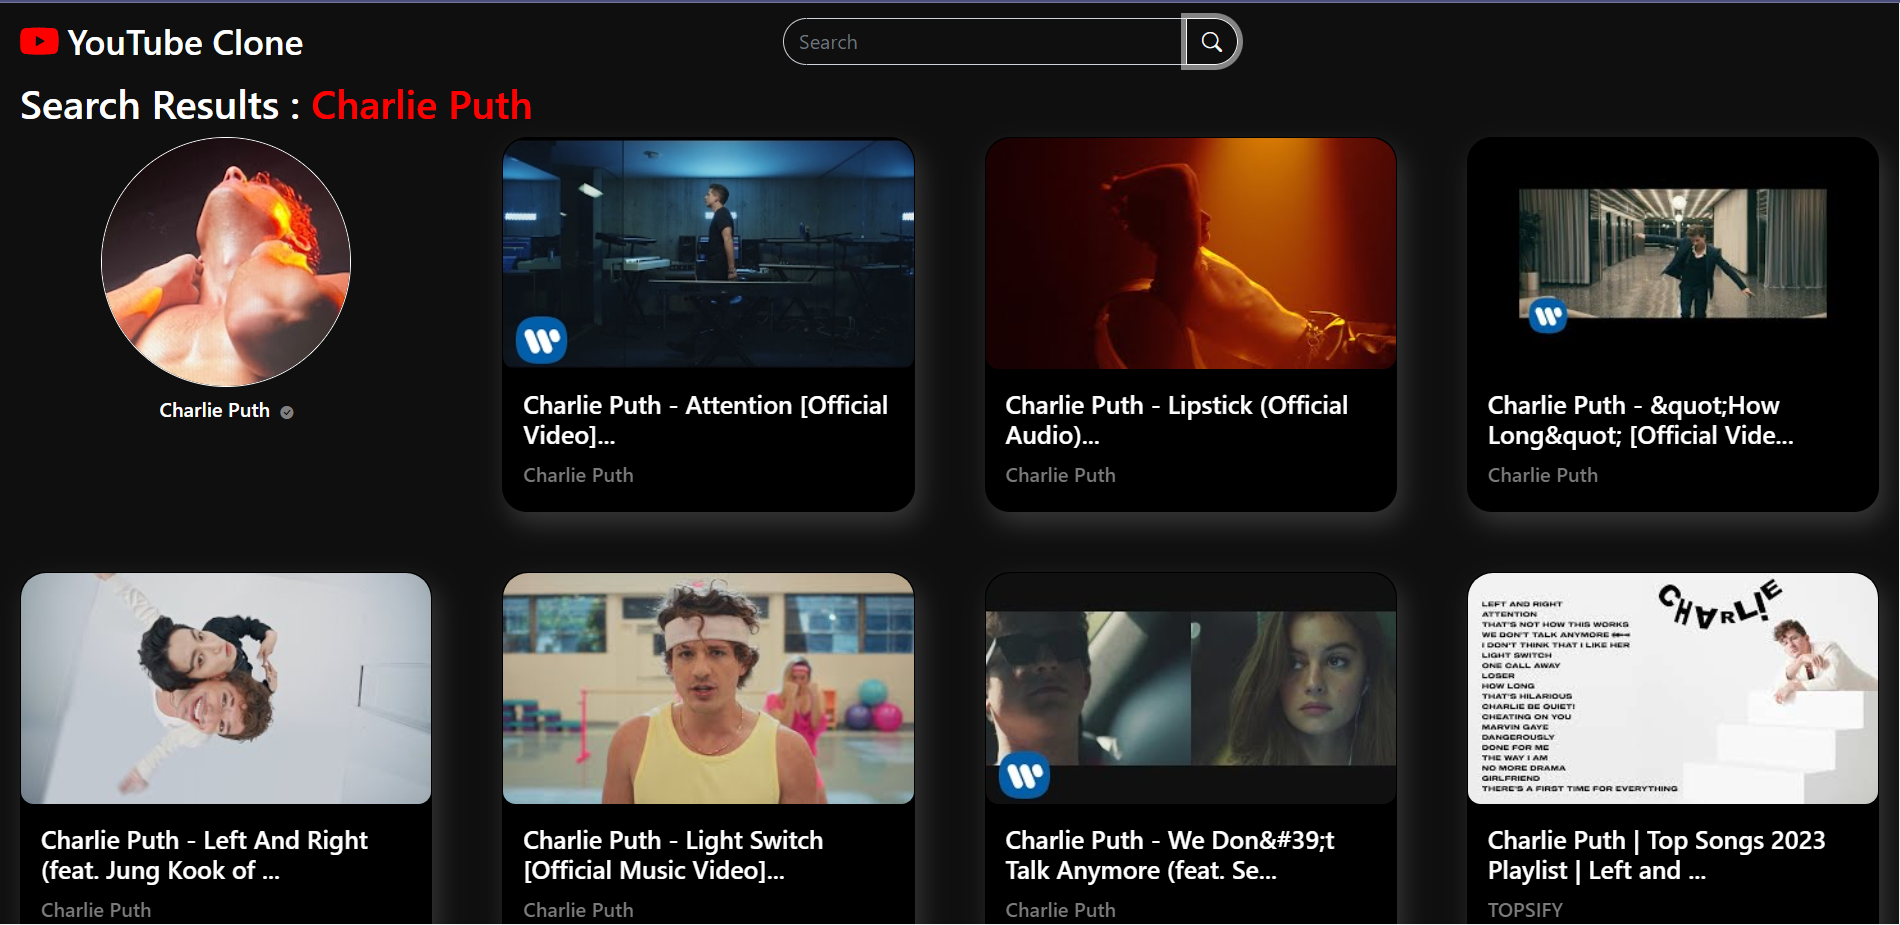 YouTube Clone
Search
Search Results : Charlie Puth
Charlie Puth
Charlie Puth - Attention [Official
Video]...
Charlie Puth
Charlie Puth - Lipstick (Official
Audio)...
Charlie Puth
Charlie Puth - &quot;How
Long&quot; [Official Vide...
Charlie Puth
Charlie Puth - Left And Right
(feat. Jung Kook of ...
Charlie Puth
Charlie Puth - Light Switch
[Official Music Video]...
Charlie Puth
Charlie Puth - We Don&#39;t
Talk Anymore (feat. Se...
Charlie Puth
CHARLIE
LEFT AND RIGHT
ATTENTION
THAT'S NOT HOW THIS WORKS
WE DON'T TALK ANYMORE
I DON'T THINK THAT I LIKE HER
LIGHT SWITCH
ONE CALL AWAY
LOSER
HOW LONG
THAT'S HILARIOUS
CHARLIE BE QUIET!
CHEATING ON YOU
MARVIN GAYE
DANGEROUSLY
DONE FOR ME
THE WAY I AM
NO MORE DRAMA
GIRLFRIEND
THERE'S A FIRST TIME FOR EVERYTHING
Charlie Puth | Top Songs 2023
Playlist | Left and ...
TOPSIFY